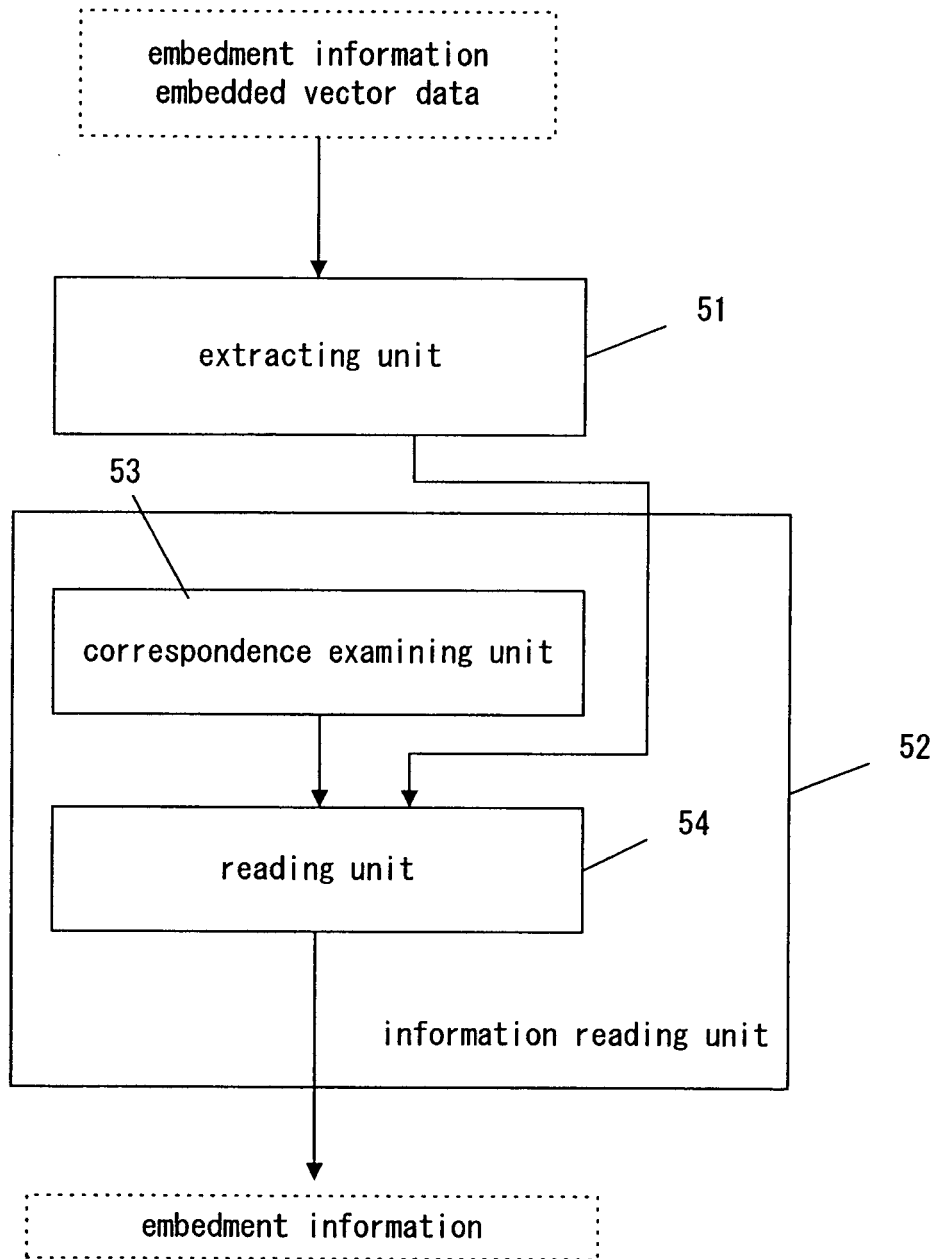 embedment information
embedded vector data
51
extracting unit
53
correspondence examining unit
52
54
reading unit
information reading unit
embedment information